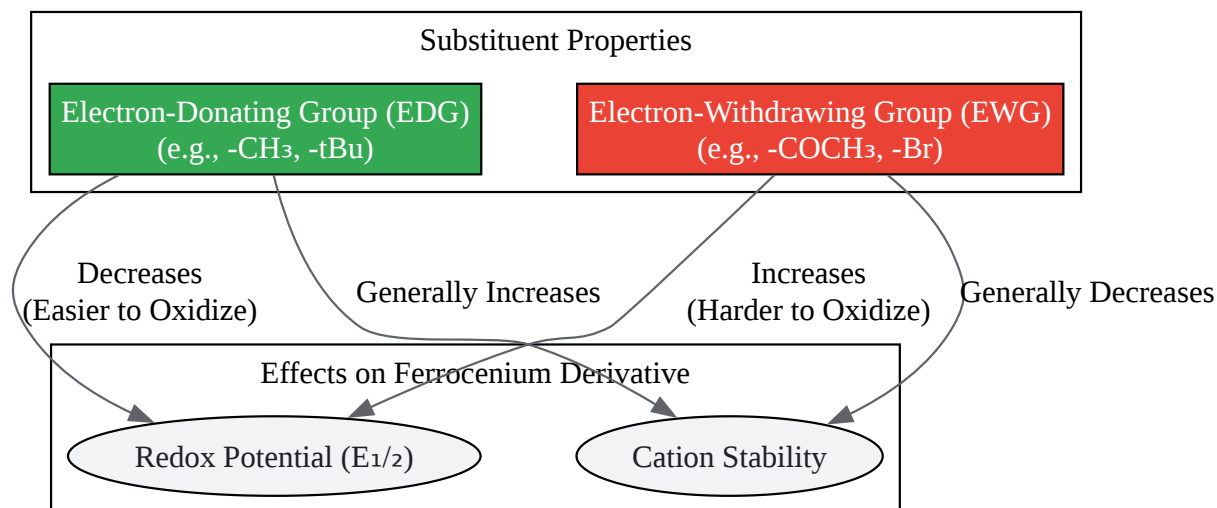 Substituent Properties
Electron-Donating Group (EDG)
(e.g., -CH₃, -tBu)
Electron-Withdrawing Group (EWG)
(e.g., -COCH₃, -Br)
Decreases
(Easier to Oxidize)
Generally Increases
Increases
(Harder to Oxidize)
Generally Decreases
Effects on Ferrocenium Derivative
Redox Potential (E₁/₂)
Cation Stability